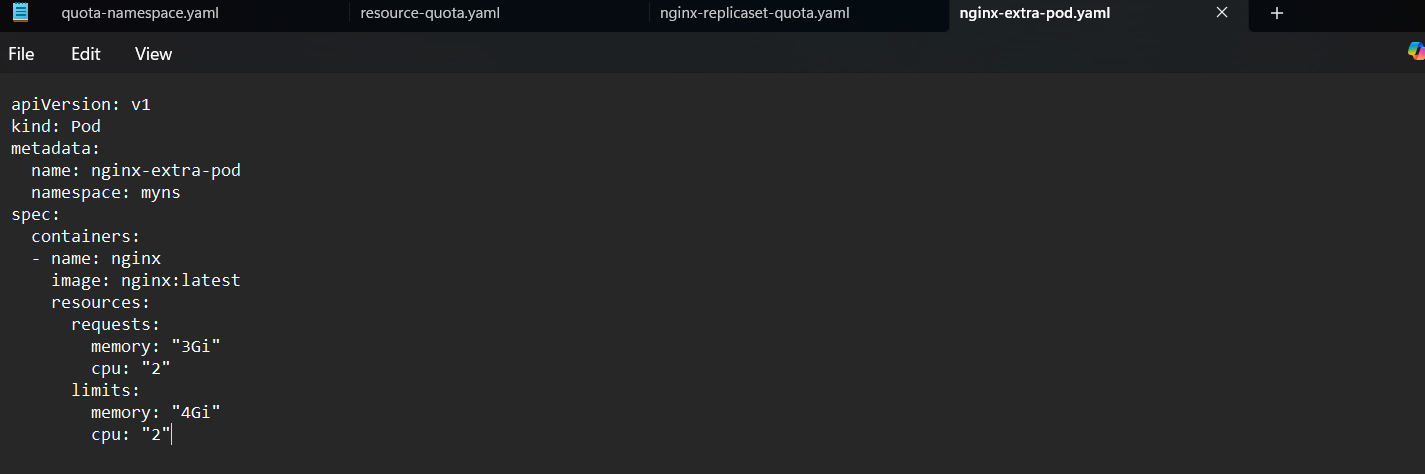 quota-namespace.yaml resource-quota.yaml nginx-replicaset-quota.yaml nginx-extra-pod.yaml
File Edit View
apiVersion: v1
kind: Pod
metadata:
  name: nginx-extra-pod
  namespace: myns
spec:
  containers:
  - name: nginx
    image: nginx:latest
    resources:
      requests:
        memory: "3Gi"
        cpu: "2"
      limits:
        memory: "4Gi"
        cpu: "2"